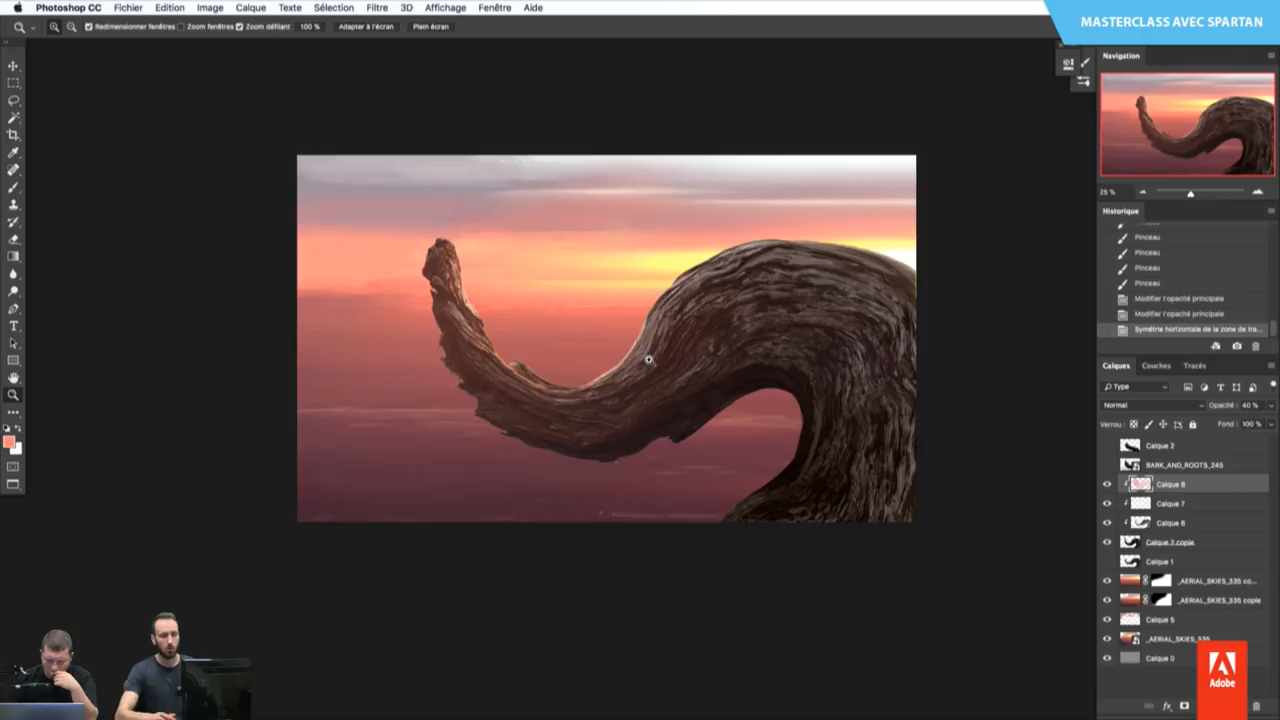 Photoshop CC Fichier Edition Image Calque Texte Sélection Filtre 3D Affichage Fenêtre Aide
MASTERCLASS AVEC SPARTAN
Redimensionner fenêtres Zoom fenêtres Zoom défilant 100 % Adapter à l'écran Plein écran
Navigation
25 %
Historique
Pinceau
Pinceau
Pinceau
Pinceau
Modifier l'opacité principale
Modifier l'opacité principale
Symétrie horizontale de la zone de tra...
Calques Couches Tracés
Type
Normal Opacité : 40 %
Verrou : Fond : 100 %
Calque 2
BARK_AND_ROOTS_245
Calque 8
Calque 7
Calque 6
Calque 2 copie
Calque 1
_AERIAL_SKIES_335 co...
_AERIAL_SKIES_335 copie
Calque 5
_AERIAL_SKIES_335
Calque 0
Adobe